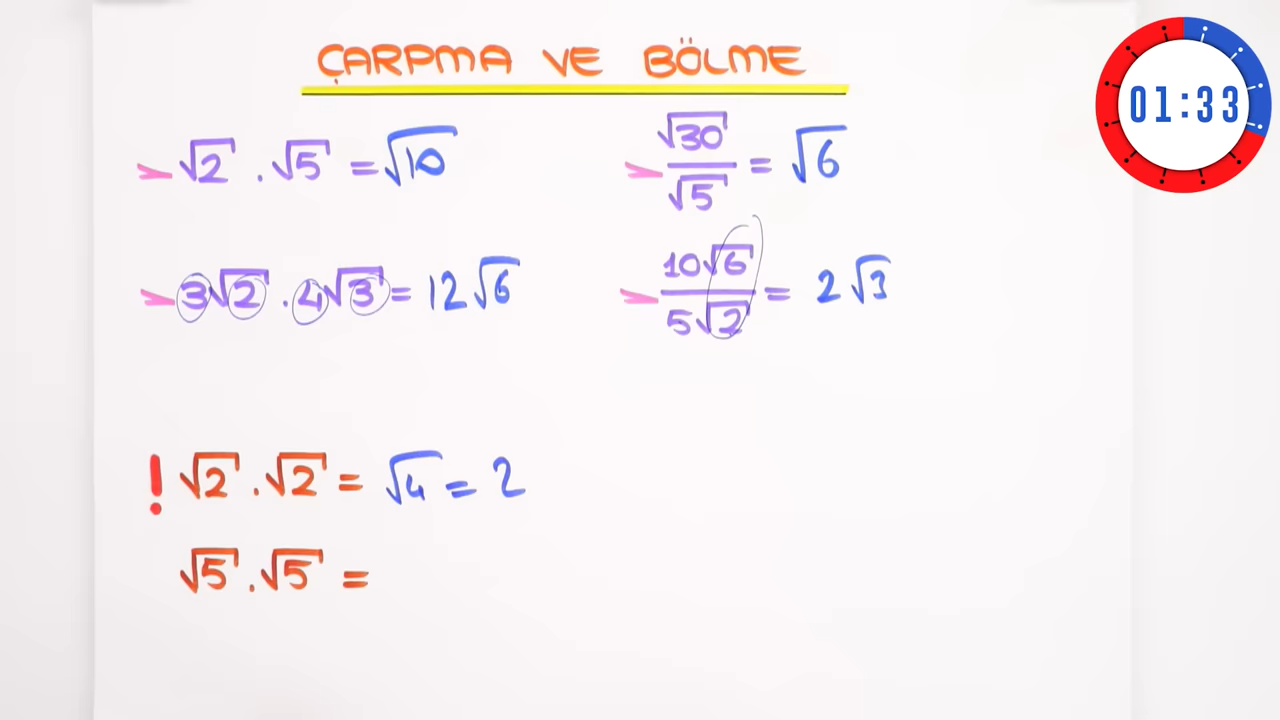 ÇARPMA VE BÖLME
01:33
> √2 . √5 = √10
> √30 / √5 = √6
> 3√2 . 4√3 = 12√6
> 10√6 / 5√2 = 2√3
! √2 . √2 = √4 = 2
√5 . √5 =